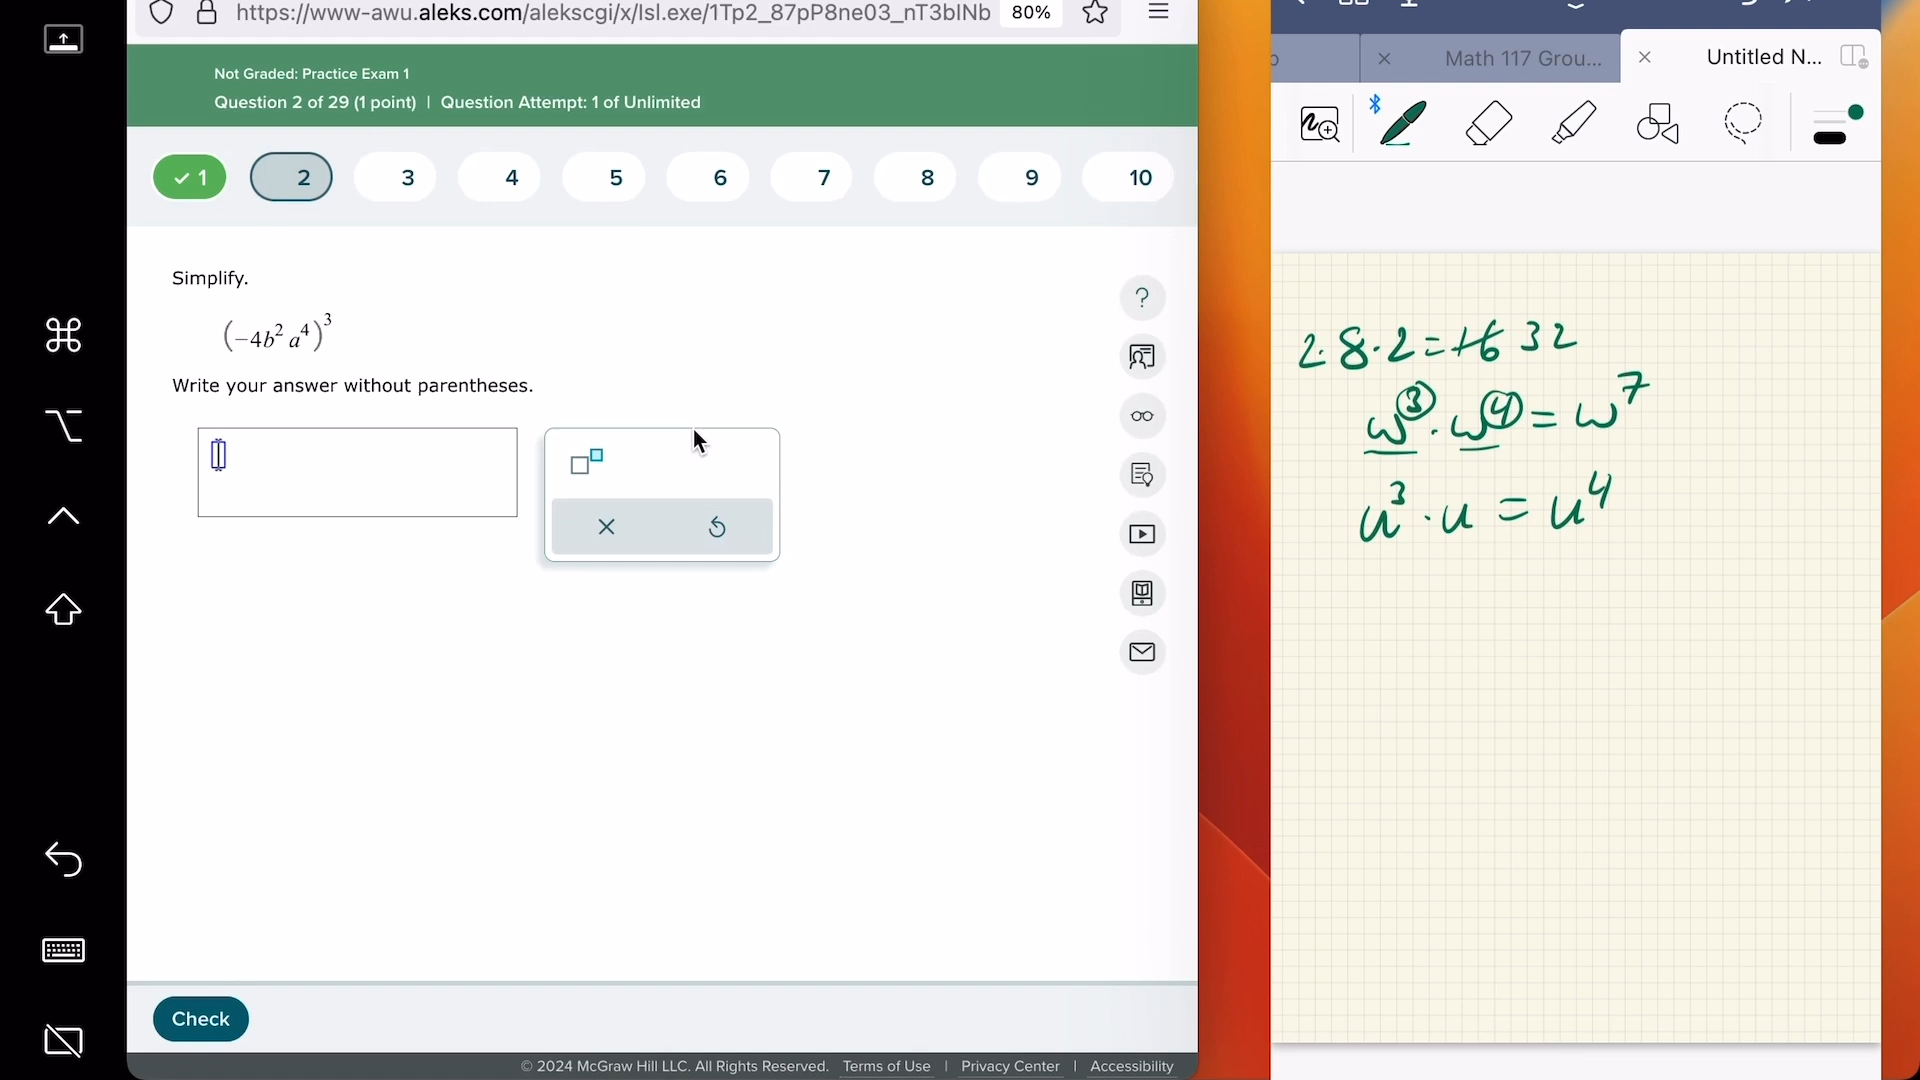 https://www-awu.aleks.com/alekscgi/x/lsl.exe/1Tp2_87pP8ne03_nT3bINb 80%
Math 117 Grou...
Untitled N...
Not Graded: Practice Exam 1
Question 2 of 29 (1 point) | Question Attempt: 1 of Unlimited
✓ 1 2 3 4 5 6 7 8 9 10
Simplify.
(−4b² a⁴)³
Write your answer without parentheses.
2·8·2=16 32
w³·w⁴=w⁷
u³·u=u⁴
Check
© 2024 McGraw Hill LLC. All Rights Reserved. Terms of Use | Privacy Center | Accessibility